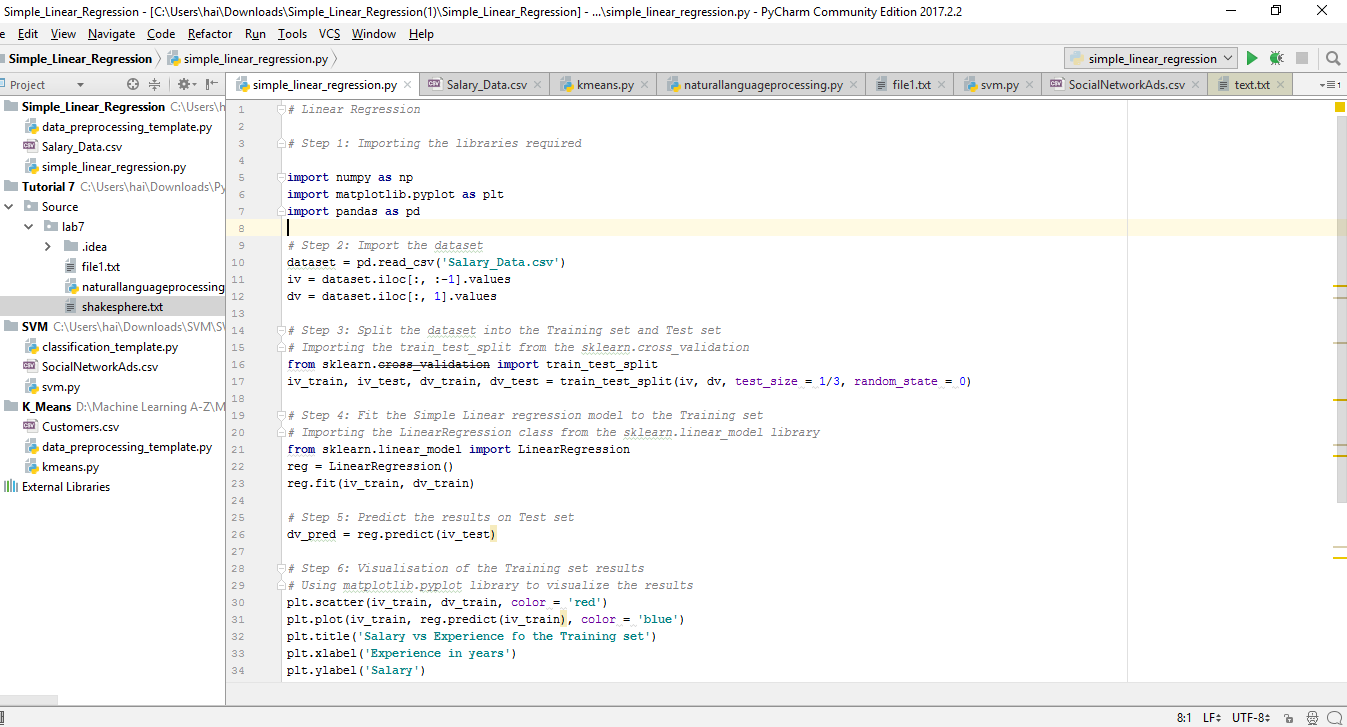 Simple_Linear_Regression - [C:\Users\hai\Downloads\Simple_Linear_Regression(1)\Simple_Linear_Regression] - ...\simple_linear_regression.py - PyCharm Community Edition 2017.2.2
e Edit View Navigate Code Refactor Run Tools VCS Window Help
Simple_Linear_Regression simple_linear_regression.py simple_linear_regression
Project simple_linear_regression.py Salary_Data.csv kmeans.py naturallanguageprocessing.py file1.txt svm.py SocialNetworkAds.csv text.txt
Simple_Linear_Regression C:\Users\h
data_preprocessing_template.py
Salary_Data.csv
simple_linear_regression.py
Tutorial 7 C:\Users\hai\Downloads\Py
Source
lab7
.idea
file1.txt
naturallanguageprocessing
shakesphere.txt
SVM C:\Users\hai\Downloads\SVM\SV
classification_template.py
SocialNetworkAds.csv
svm.py
K_Means D:\Machine Learning A-Z\M
Customers.csv
data_preprocessing_template.py
kmeans.py
External Libraries
1 # Linear Regression
2
3 # Step 1: Importing the libraries required
4
5 import numpy as np
6 import matplotlib.pyplot as plt
7 import pandas as pd
8
9 # Step 2: Import the dataset
10 dataset = pd.read_csv('Salary_Data.csv')
11 iv = dataset.iloc[:, :-1].values
12 dv = dataset.iloc[:, 1].values
13
14 # Step 3: Split the dataset into the Training set and Test set
15 # Importing the train_test_split from the sklearn.cross_validation
16 from sklearn.cross_validation import train_test_split
17 iv_train, iv_test, dv_train, dv_test = train_test_split(iv, dv, test_size = 1/3, random_state = 0)
18
19 # Step 4: Fit the Simple Linear regression model to the Training set
20 # Importing the LinearRegression class from the sklearn.linear_model library
21 from sklearn.linear_model import LinearRegression
22 reg = LinearRegression()
23 reg.fit(iv_train, dv_train)
24
25 # Step 5: Predict the results on Test set
26 dv_pred = reg.predict(iv_test)
27
28 # Step 6: Visualisation of the Training set results
29 # Using matplotlib.pyplot library to visualize the results
30 plt.scatter(iv_train, dv_train, color = 'red')
31 plt.plot(iv_train, reg.predict(iv_train), color = 'blue')
32 plt.title('Salary vs Experience fo the Training set')
33 plt.xlabel('Experience in years')
34 plt.ylabel('Salary')
8:1 LF UTF-8